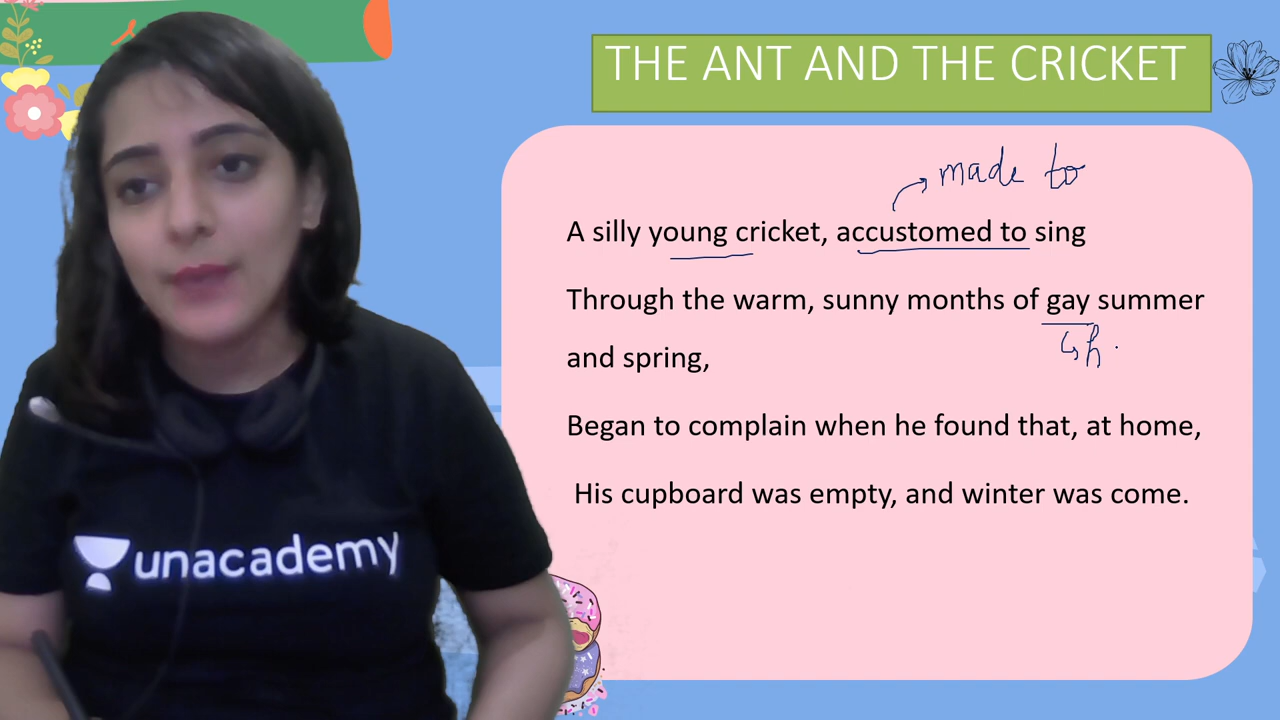 THE ANT AND THE CRICKET
made to
A silly young cricket, accustomed to sing
Through the warm, sunny months of gay summer
h
and spring,
Began to complain when he found that, at home,
His cupboard was empty, and winter was come.
unacademy